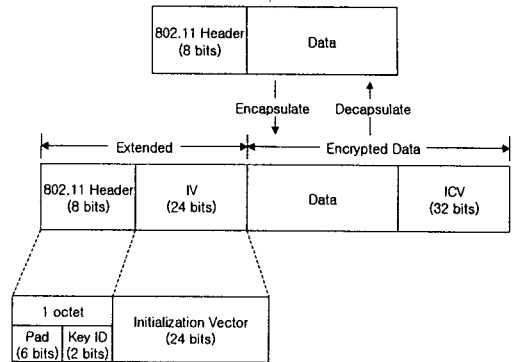 802.11 Header
(8 bits)
Data
Encapsulate
Decapsulate
Extended
Encrypted Data
802.11 Header
(8 bits)
IV
(24 bits)
Data
ICV
(32 bits)
1 octet
Pad
(6 bits)
Key ID
(2 bits)
Initialization Vector
(24 bits)